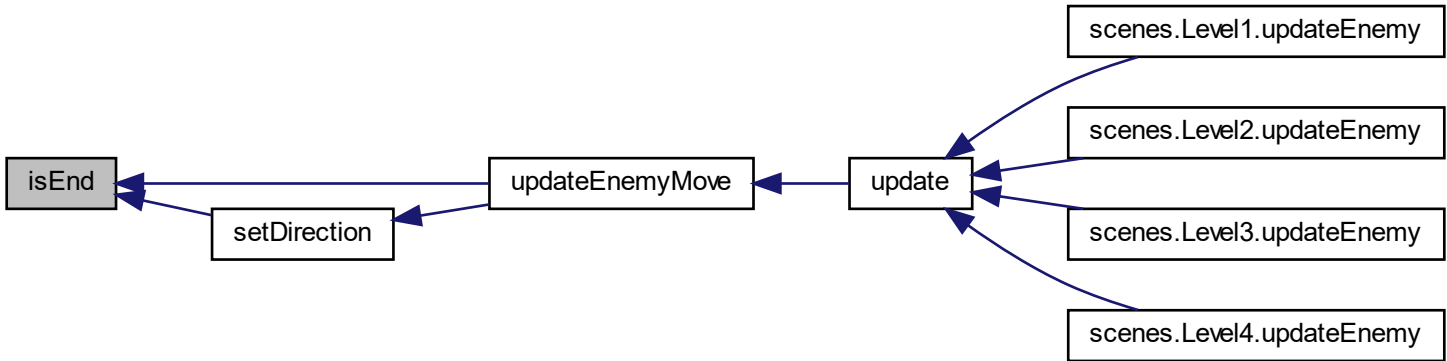 scenes.Level1.updateEnemy
scenes.Level2.updateEnemy
isEnd
updateEnemyMove
update
setDirection
scenes.Level3.updateEnemy
scenes.Level4.updateEnemy